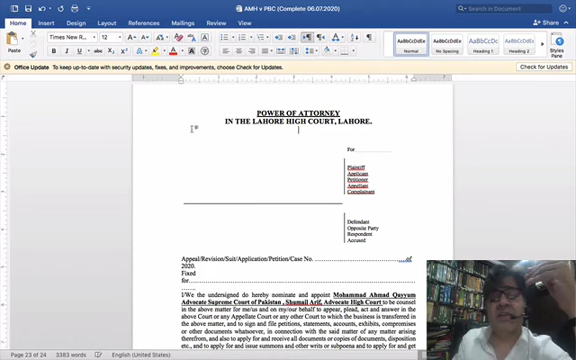 AMH v PBC (Complete 06.07.2020)
Search in Document
Home Insert Design Layout References Mailings Review View
Share
Paste
Times New R... 12
AaBbCcDdEe AaBbCcDdEe AaBbCcDc AaBbCcDdEe
Normal No Spacing Heading 1 Heading 2
Styles Pane
Office Update To keep up-to-date with security updates, fixes, and improvements, choose Check for Updates. Check for Updates
POWER OF ATTORNEY
IN THE LAHORE HIGH COURT, LAHORE.
For
Plaintiff
Applicant
Petitioner
Appellant
Complainant
Defendant
Opposite Party
Respondent
Accused
Appeal/Revision/Suit/Application/Petition/Case No. of
2020.
Fixed
for
I/We the undersigned do hereby nominate and appoint Mohammad Ahmad Quyyum
Advocate Supreme Court of Pakistan , Shumail Arif, Advocate High Court to be counsel
in the above matter for me/us and on my/our behalf to appear, plead, act and answer in the
above Court or any Appellate Court or any other Court to which the business is transferred in
the above matter, and to sign and file petitions, statements, accounts, exhibits, compromises
or other documents whatsoever, in connection with the said matter of any matter arising
therefrom, and also to apply for and receive all documents or copies of documents, disposition
etc., and to apply for and issue summons and other writs or subpoena and to apply for and get
Page 23 of 24 3383 words English (United States)